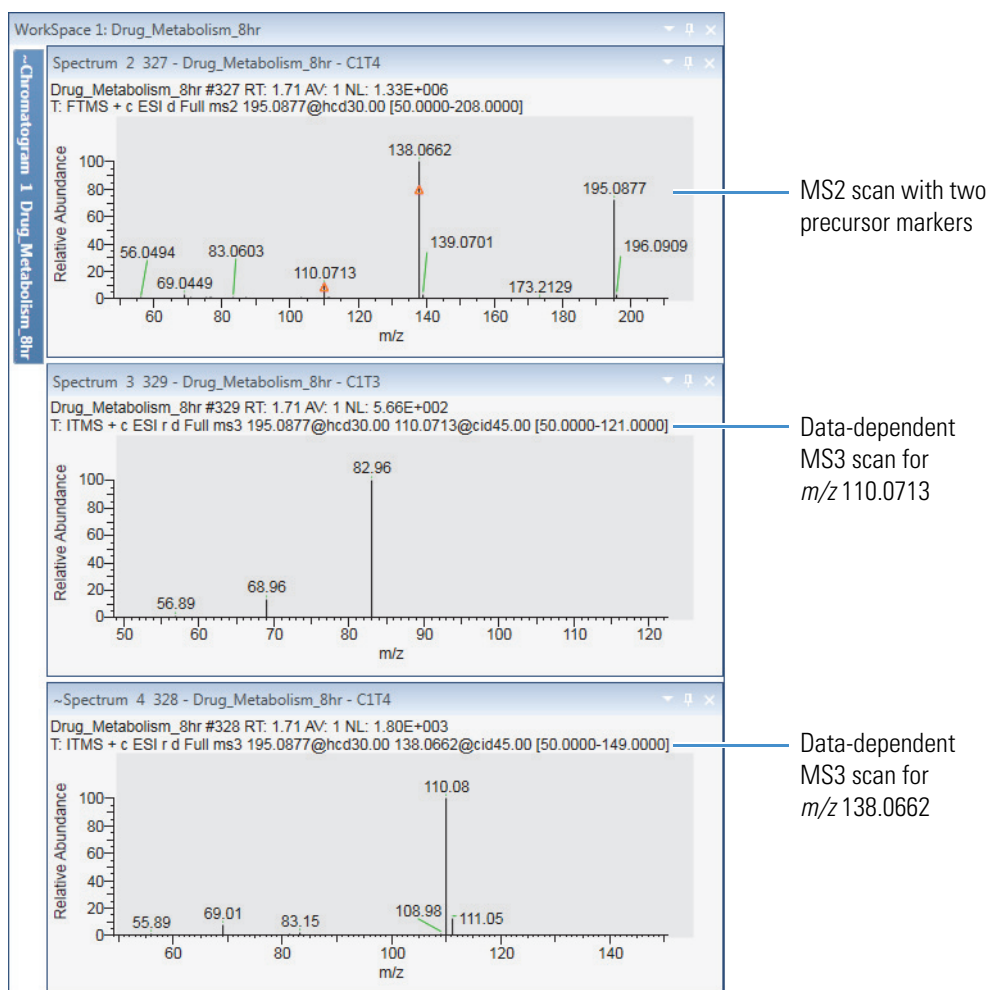 WorkSpace 1: Drug_Metabolism_8hr
~Chromatogram 1 Drug_Metabolism_8hr
Spectrum 2 327 - Drug_Metabolism_8hr - C1T4
Drug_Metabolism_8hr #327 RT: 1.71 AV: 1 NL: 1.33E+006
T: FTMS + c ESI d Full ms2 195.0877@hcd30.00 [50.0000-208.0000]
Relative Abundance
100
80
60
40
20
0
138.0662
195.0877
56.0494
83.0603
139.0701
196.0909
69.0449
110.0713
173.2129
60 80 100 120 140 160 180 200
m/z
MS2 scan with two
precursor markers
Spectrum 3 329 - Drug_Metabolism_8hr - C1T3
Drug_Metabolism_8hr #329 RT: 1.71 AV: 1 NL: 5.66E+002
T: ITMS + c ESI r d Full ms3 195.0877@hcd30.00 110.0713@cid45.00 [50.0000-121.0000]
Relative Abundance
100
80
60
40
20
0
82.96
68.96
56.89
50 60 70 80 90 100 110 120
m/z
Data-dependent
MS3 scan for
m/z 110.0713
~Spectrum 4 328 - Drug_Metabolism_8hr - C1T4
Drug_Metabolism_8hr #328 RT: 1.71 AV: 1 NL: 1.80E+003
T: ITMS + c ESI r d Full ms3 195.0877@hcd30.00 138.0662@cid45.00 [50.0000-149.0000]
Relative Abundance
100
80
60
40
20
0
110.08
55.89
69.01
83.15
108.98
111.05
60 80 100 120 140
m/z
Data-dependent
MS3 scan for
m/z 138.0662